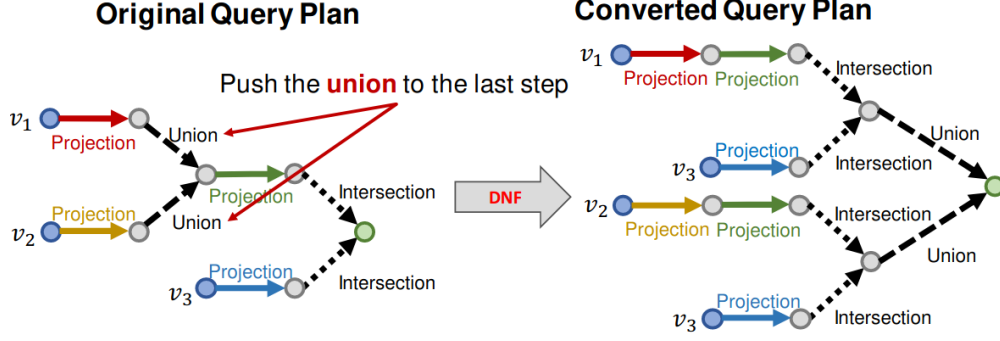 Original Query Plan
Push the union to the last step
v1
Projection
Union
Projection
v2
Projection
Union
Projection
v3
Intersection
Intersection
DNF
Converted Query Plan
v1
Projection
Projection
Intersection
Projection
v3
Intersection
Union
v2
Projection
Projection
Intersection
Union
Projection
v3
Intersection